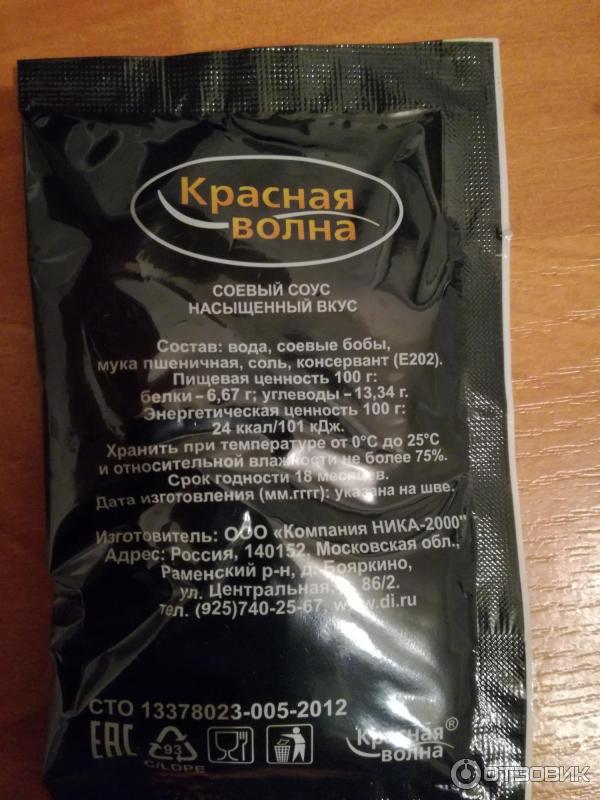 Красная
волна
СОЕВЫЙ СОУС
НАСЫЩЕННЫЙ ВКУС
Состав: вода, соевые бобы,
мука пшеничная, соль, консервант (Е202).
Пищевая ценность 100 г:
белки – 6,67 г; углеводы – 13,34 г.
Энергетическая ценность 100 г:
24 ккал/101 кДж.
Хранить при температуре от 0°С до 25°С
и относительной влажности не более 75%.
Срок годности 18 месяцев.
Дата изготовления (мм.гггг): указана на шве.
Изготовитель: ООО «Компания НИКА-2000"
Адрес: Россия, 140152, Московская обл.,
Раменский р-н, д. Бояркино,
ул. Центральная, 86/2.
тел. (925)740-25-67, www.di.ru
СТО 13378023-005-2012
ЕАС 93 Красная®
волна
C/LDPE
ОТЗОВИК